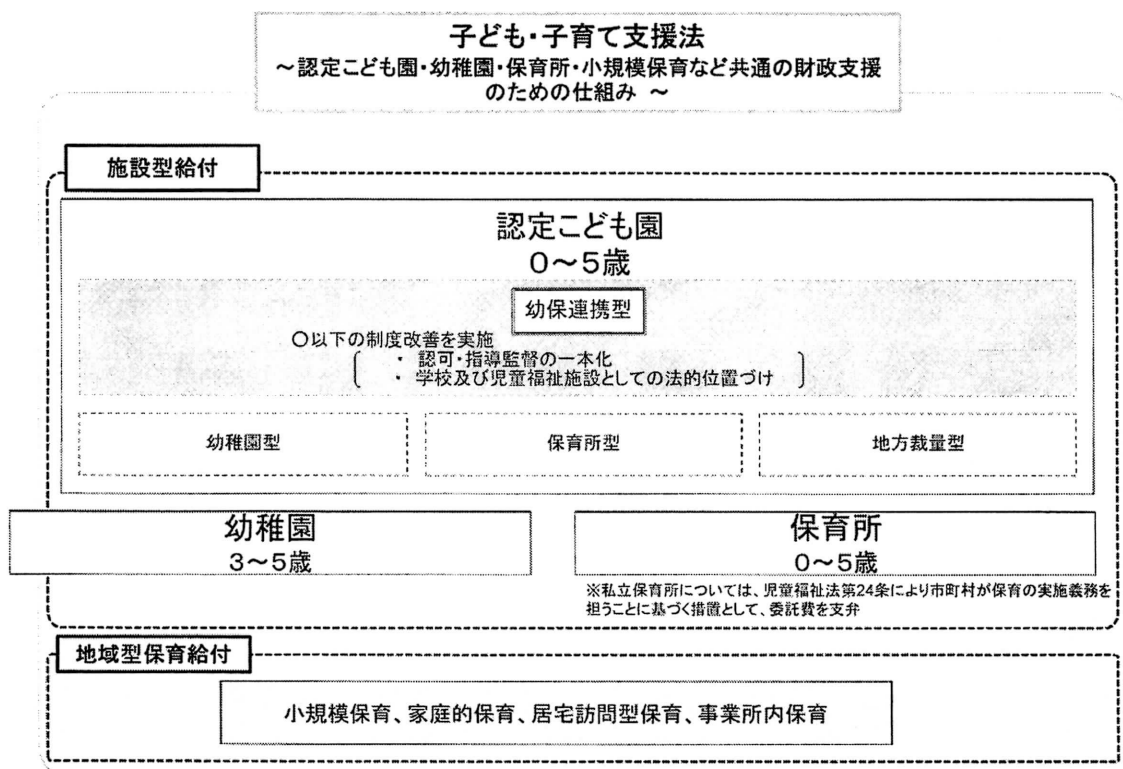 子ども・子育て支援法
～認定こども園・幼稚園・保育所・小規模保育など共通の財政支援
のための仕組み ～
施設型給付
認定こども園
０～５歳
幼保連携型
○以下の制度改善を実施
・ 認可・指導監督の一本化
・ 学校及び児童福祉施設としての法的位置づけ
幼稚園型
保育所型
地方裁量型
幼稚園
３～５歳
保育所
０～５歳
※私立保育所については、児童福祉法第24条により市町村が保育の実施義務を
担うことに基づく措置として、委託費を支弁
地域型保育給付
小規模保育、家庭的保育、居宅訪問型保育、事業所内保育